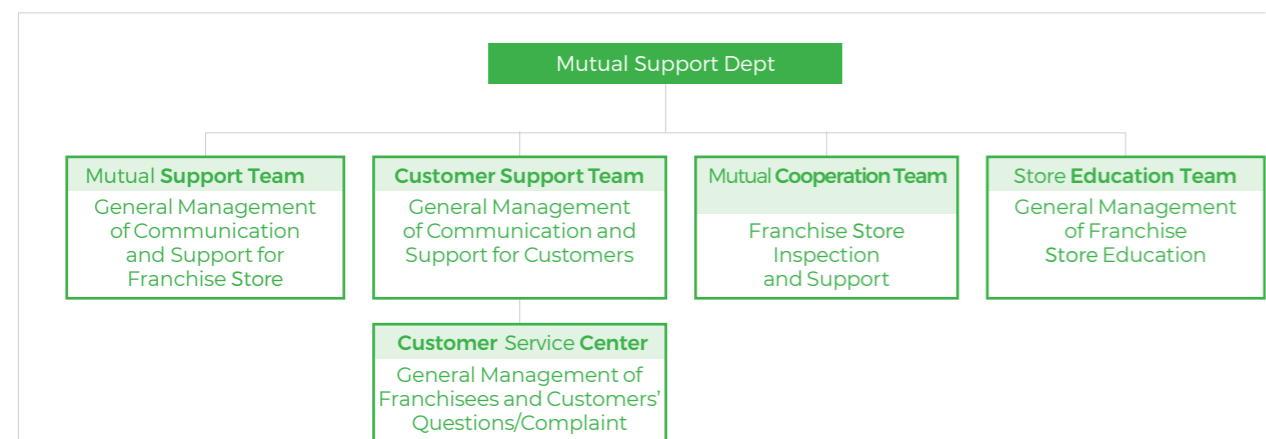 Mutual Support Dept
Mutual Support Team
General Management
of Communication
and Support for
Franchise Store
Customer Support Team
General Management
of Communication and
Support for Customers
Mutual Cooperation Team
Franchise Store
Inspection
and Support
Store Education Team
General Management
of Franchise
Store Education
Customer Service Center
General Management of
Franchisees and Customers’
Questions/Complaint